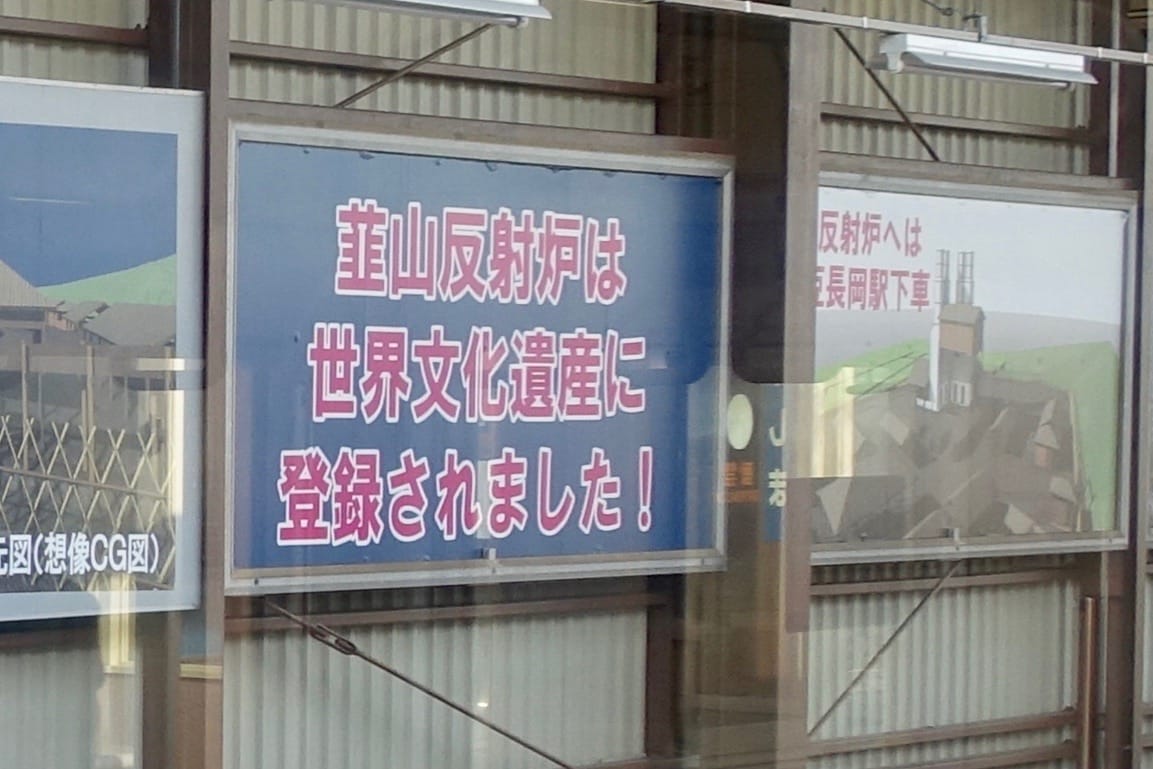 元図(想像CG図)
韮山反射炉は
世界文化遺産に
登録されました!
反射炉へは
豆長岡駅下車